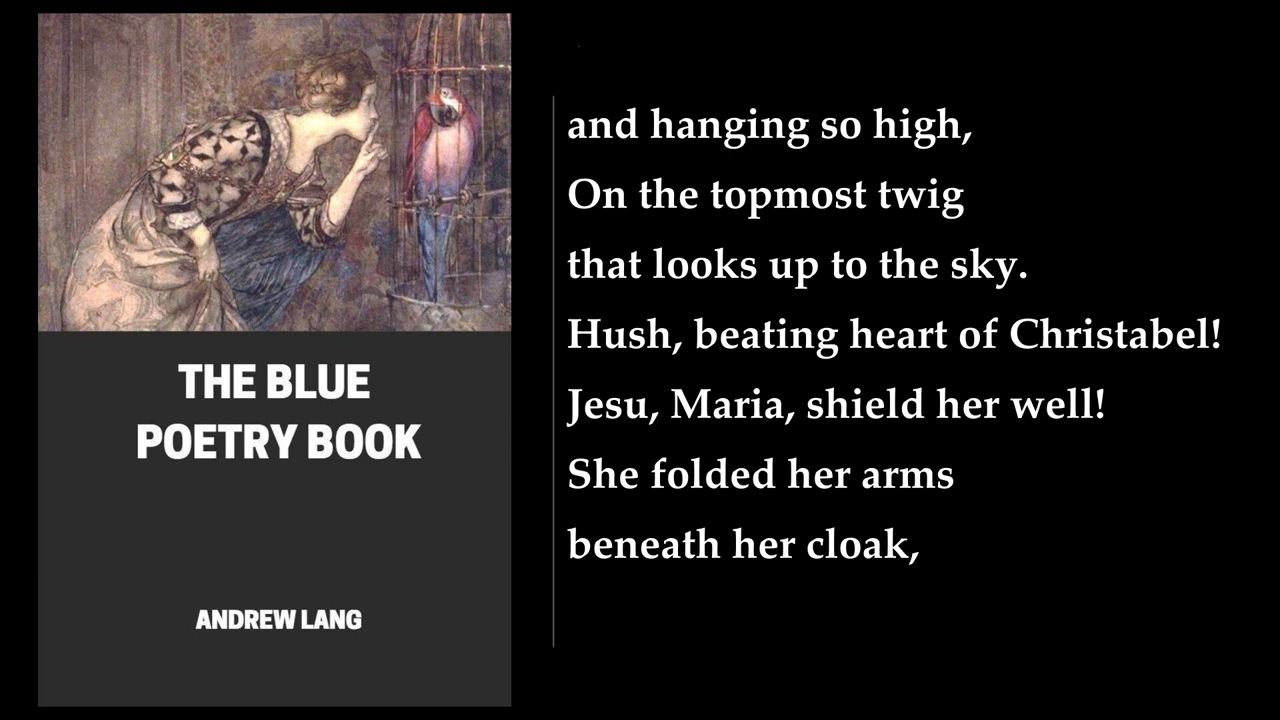 THE BLUE
POETRY BOOK
ANDREW LANG
and hanging so high,
On the topmost twig
that looks up to the sky.
Hush, beating heart of Christabel!
Jesu, Maria, shield her well!
She folded her arms
beneath her cloak,